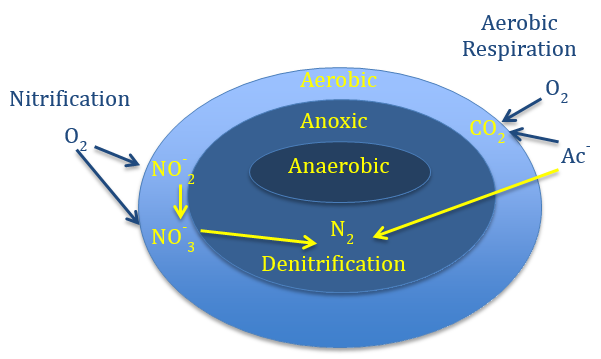 Aerobic
Respiration
Nitrification
O₂
O₂
Aerobic
Anoxic
Anaerobic
CO₂
Ac⁻
NO⁻₂
NO⁻₃
N₂
Denitrification